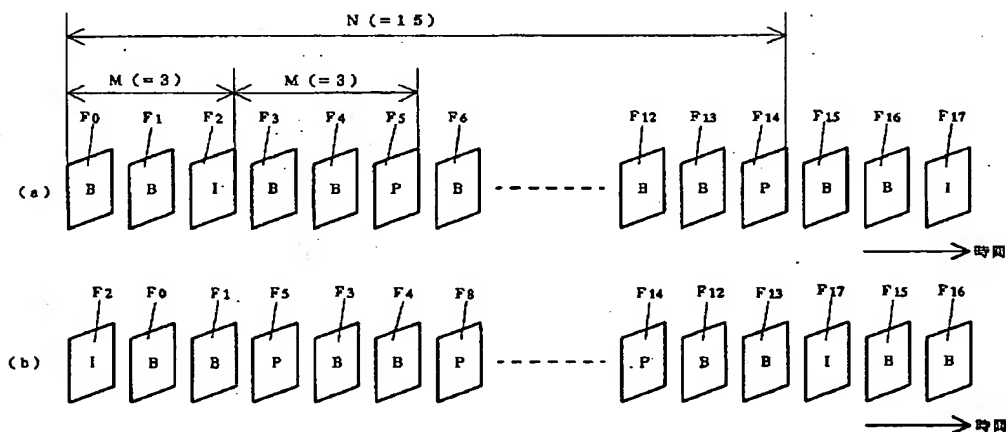 N (=15)
M (=3) M (=3)
F0 F1 F2 F3 F4 F5 F6 F12 F13 F14 F15 F16 F17
(a) B B I B B P B B B P B B I
時間
F2 F0 F1 F5 F3 F4 F8 F14 F12 F13 F17 F15 F16
(b) I B B P B B P P B B I B B
時間